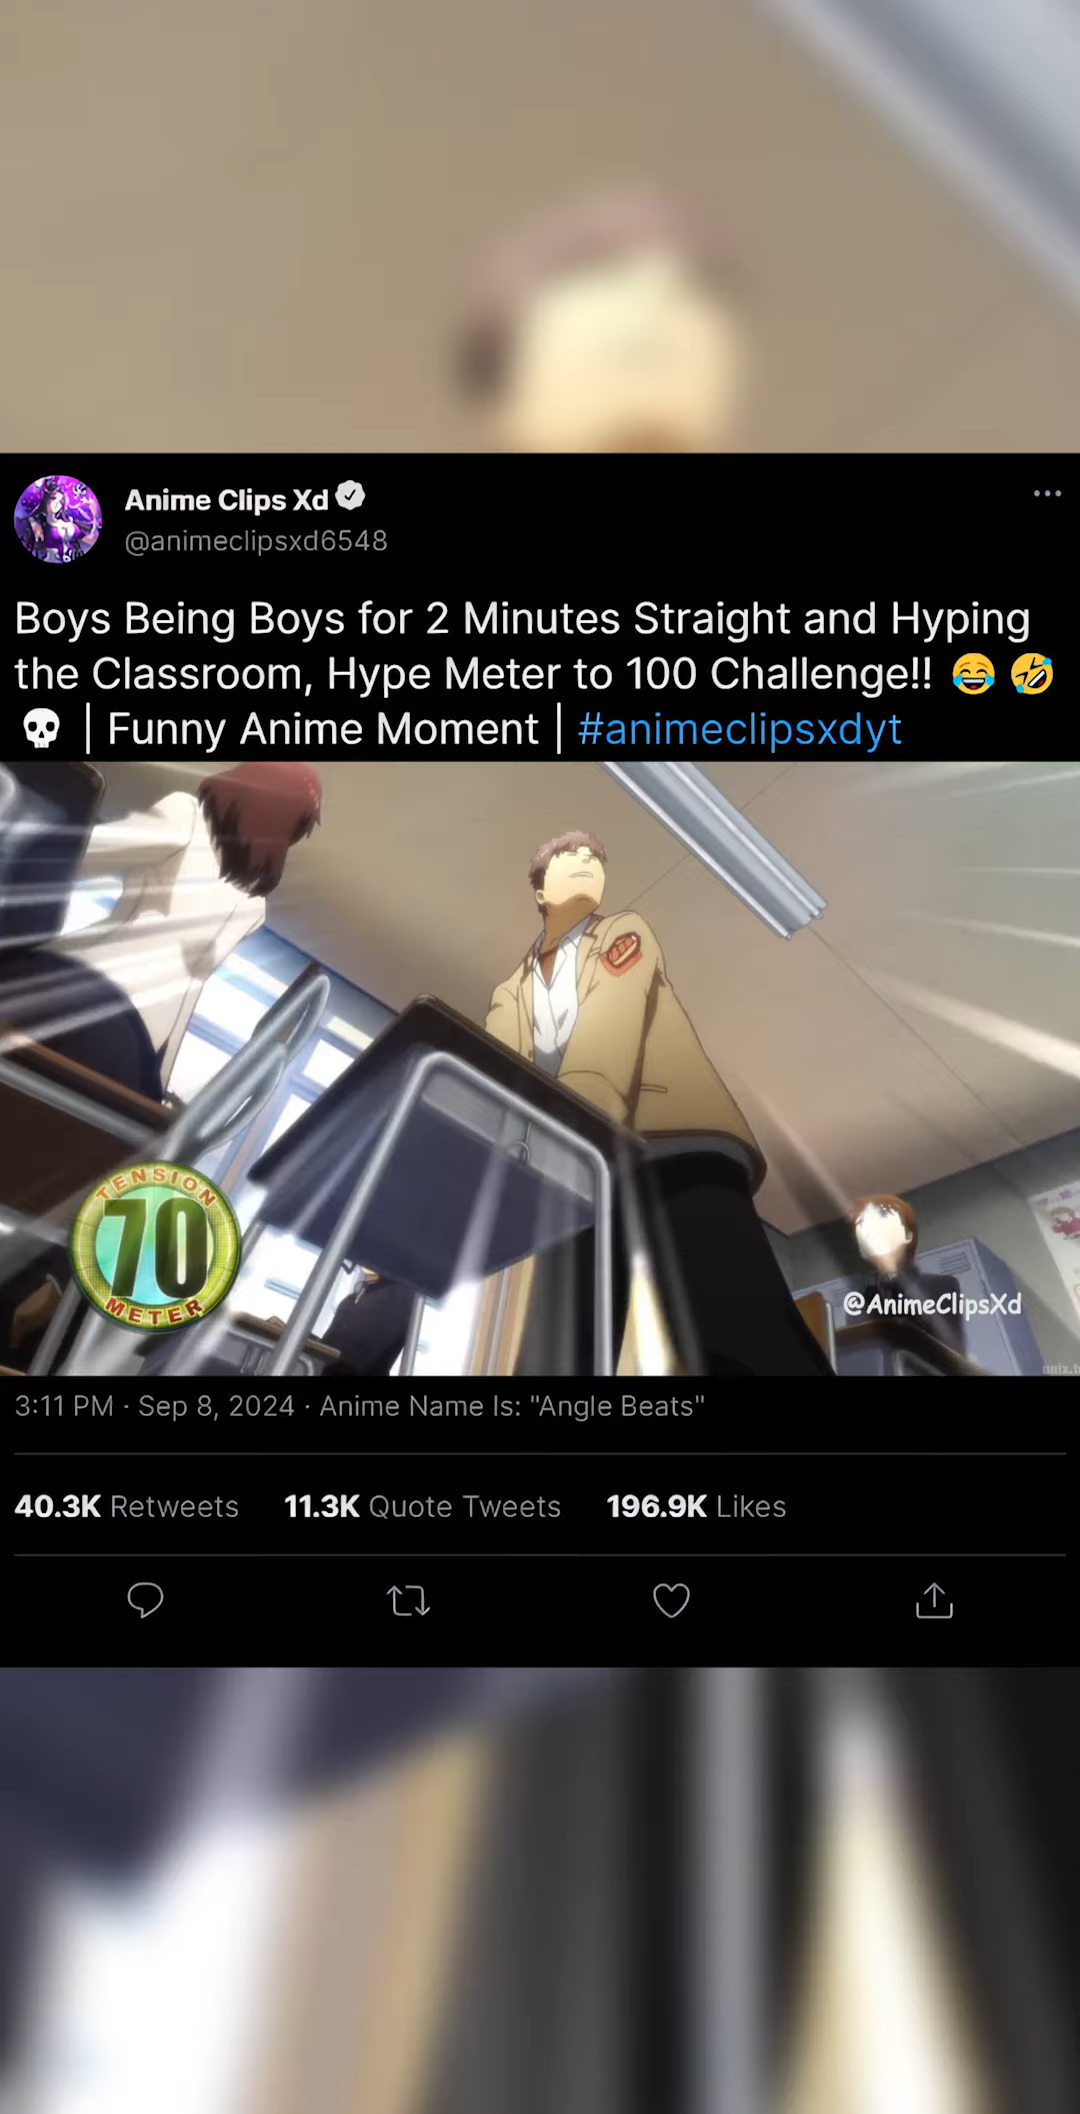 Anime Clips Xd
@animeclipsxd6548
Boys Being Boys for 2 Minutes Straight and Hyping
the Classroom, Hype Meter to 100 Challenge!! 😂 🤣
💀 | Funny Anime Moment | #animeclipsxdyt
TENSION
70
METER
@AnimeClipsXd
3:11 PM · Sep 8, 2024 · Anime Name Is: "Angle Beats"
40.3K Retweets 11.3K Quote Tweets 196.9K Likes